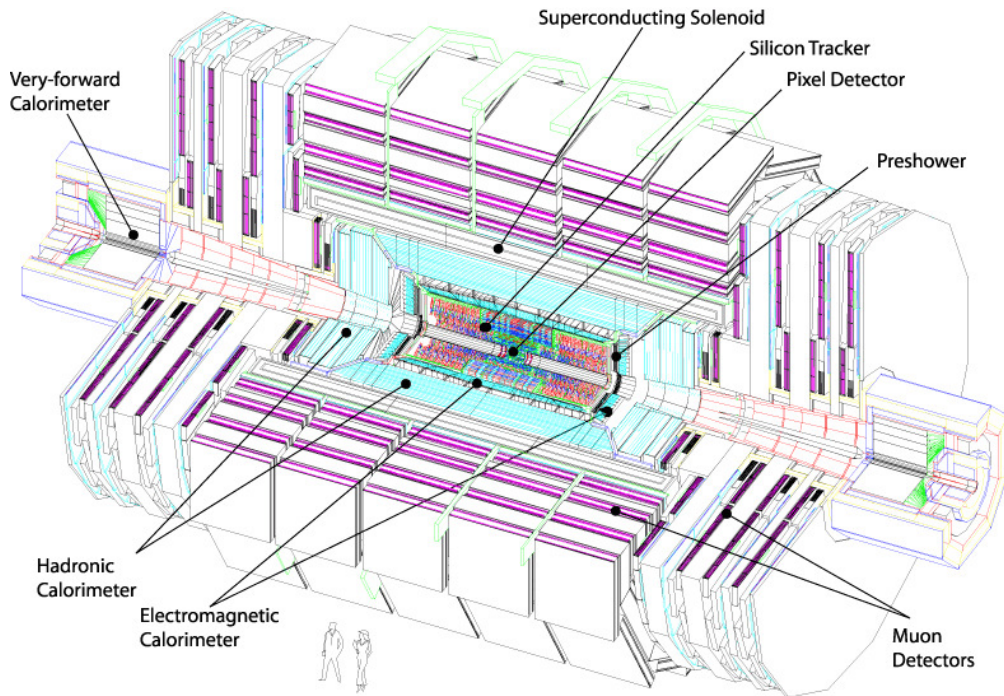 Superconducting Solenoid
Silicon Tracker
Pixel Detector
Very-forward
Calorimeter
Preshower
Hadronic
Calorimeter
Electromagnetic
Calorimeter
Muon
Detectors